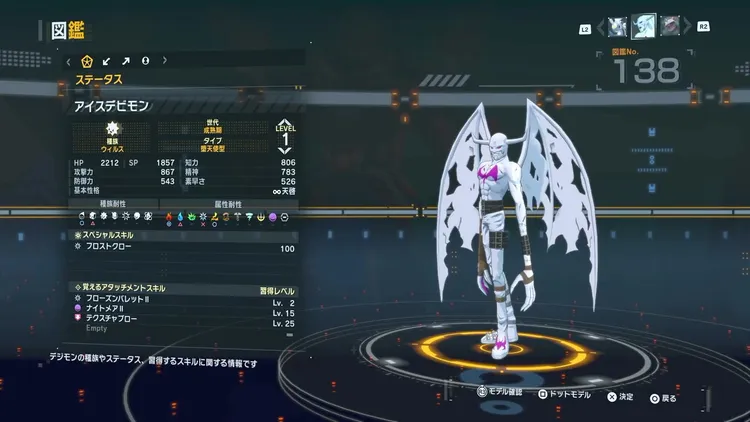 図鑑
L2
R2
図鑑No.
138
ステータス
アイスデビモン
種族
ウイルス
世代
成熟期
タイプ
堕天使型
LEVEL
1
HP 2212 SP 1857 知力 806
攻撃力 867 精神 783
防御力 543 素早さ 526
基本性格 天啓
種族耐性 属性耐性
スペシャルスキル
フロストクロー 100
覚えるアタッチメントスキル 習得レベル
フローズンバレットII Lv. 2
ナイトメアII Lv. 15
テクスチャブロー Lv. 25
Empty
デジモンの種族やステータス、習得するスキルに関する情報です
モデル確認 ドットモデル 決定 戻る